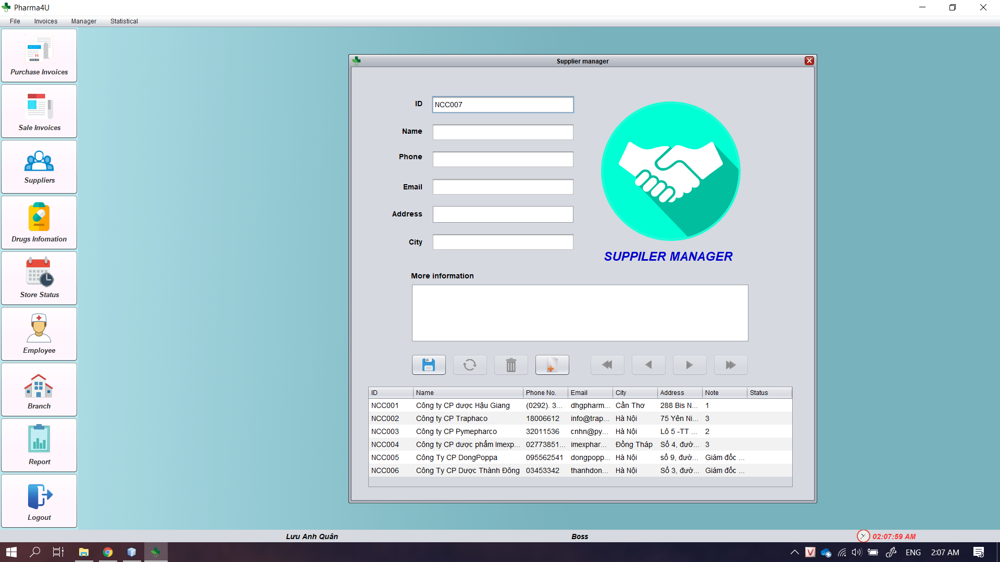 Pharma4U
File Invoices Manager Statistical
Purchase Invoices
Sale Invoices
Suppliers
Drugs Infomation
Store Status
Employee
Branch
Report
Logout
Supplier manager
ID NCC007
Name
Phone
Email
Address
City
SUPPILER MANAGER
More information
ID Name Phone No. Email City Address Note Status
NCC001 Công ty CP dược Hậu Giang (0292). 3... dhgpharm... Cần Thơ 288 Bis N... 1
NCC002 Công ty CP Traphaco 18006612 info@trap... Hà Nội 75 Yên Ni... 3
NCC003 Công ty CP Pymepharco 32011536 cnhn@py... Hà Nội Lô 5 -TT ... 2
NCC004 Công ty CP dược phẩm Imexp... 02773851... imexphar... Đồng Tháp Số 4, đườ... 3
NCC005 Công Ty CP DongPoppa 095562541 dongpopp... Hà Nội số 9, đườ... Giám đốc ...
NCC006 Công Ty CP Dược Thành Đông 03453342 thanhdon... Hà Nội Số 3, đườ... Giám đốc ...
Lưu Anh Quân Boss 02:07:59 AM
ENG 2:07 AM